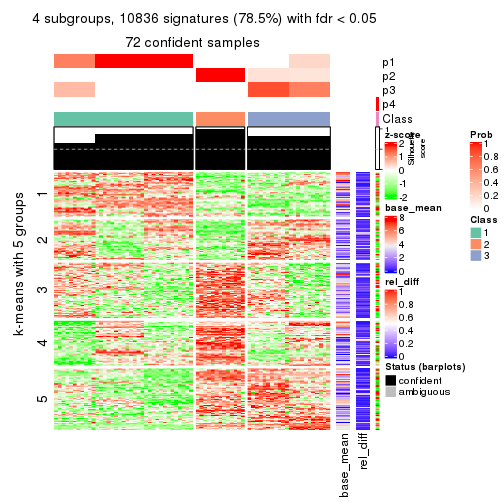 4 subgroups, 10836 signatures (78.5%) with fdr < 0.05
72 confident samples
p1
p2
p3
p4
Class
1
Silhouette
score
k-means with 5 groups
1
2
3
4
5
base_mean
rel_diff
z-score
2
1
0
-1
-2
base_mean
8
6
4
2
0
rel_diff
1
0.8
0.6
0.4
0.2
0
Status (barplots)
confident
ambiguous
Prob
1
0.8
0.6
0.4
0.2
0
Class
1
2
3